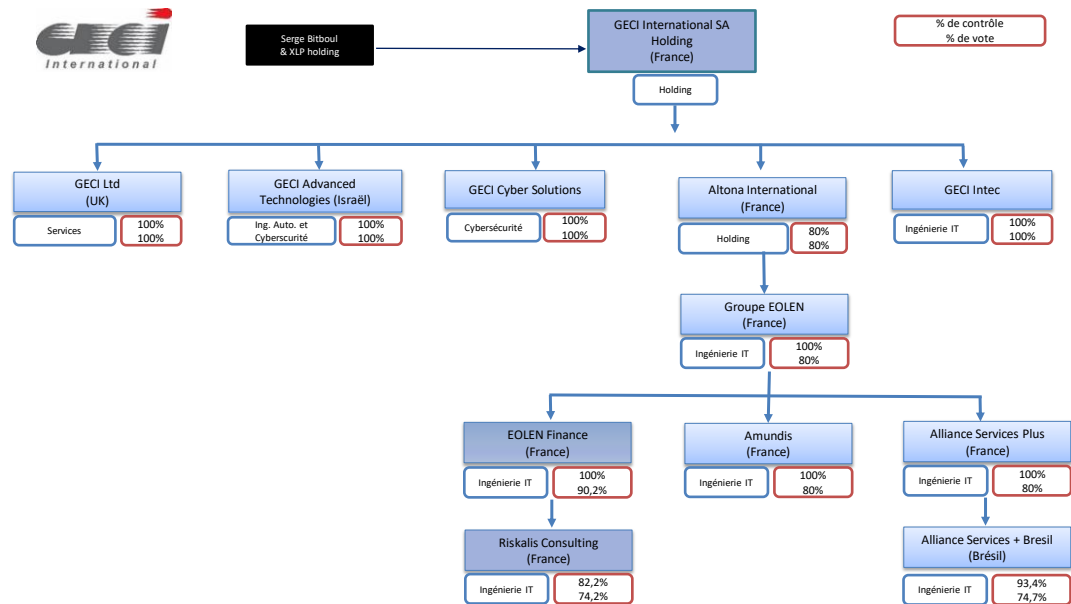 GECI
International
Serge Bitboul
& XLP holding
GECI International SA
Holding
(France)
Holding
% de contrôle
% de vote
GECI Ltd
(UK)
Services
100%
100%
GECI Advanced
Technologies (Israël)
Ing. Auto. et
Cyberscurité
100%
100%
GECI Cyber Solutions
Cybersécurité
100%
100%
Altona International
(France)
Holding
80%
80%
GECI Intec
Ingénierie IT
100%
100%
Groupe EOLEN
(France)
Ingénierie IT
100%
80%
EOLEN Finance
(France)
Ingénierie IT
100%
90,2%
Amundis
(France)
Ingénierie IT
100%
80%
Alliance Services Plus
(France)
Ingénierie IT
100%
80%
Riskalis Consulting
(France)
Ingénierie IT
82,2%
74,2%
Alliance Services + Bresil
(Brésil)
Ingénierie IT
93,4%
74,7%